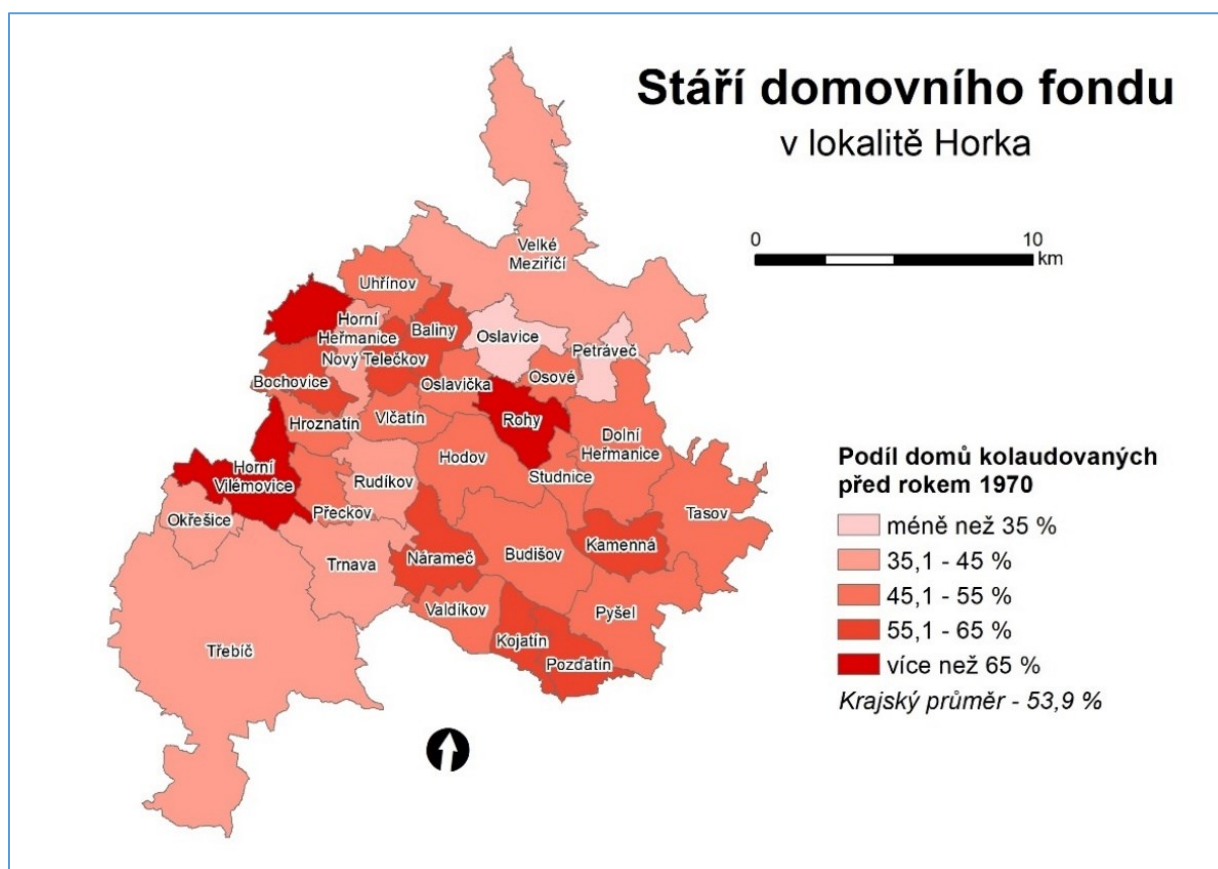 Stáří domovního fondu
v lokalitě Horka
0 10
km
Velké
Meziříčí
Uhřínov
Horní
Heřmanice
Baliny
Oslavice
Petráveč
Nový Telečkov
Bochovice
Oslavička
Osové
Hroznatín
Vlčatín
Rohy
Dolní
Heřmanice
Horní
Vilémovice
Rudíkov
Hodov
Studnice
Okřešice
Přeckov
Tasov
Trnava
Nárameč
Budišov
Kamenná
Valdíkov
Pyšel
Třebíč
Kojatín
Pozďatín
Podíl domů kolaudovaných
před rokem 1970
méně než 35 %
35,1 - 45 %
45,1 - 55 %
55,1 - 65 %
více než 65 %
Krajský průměr - 53,9 %